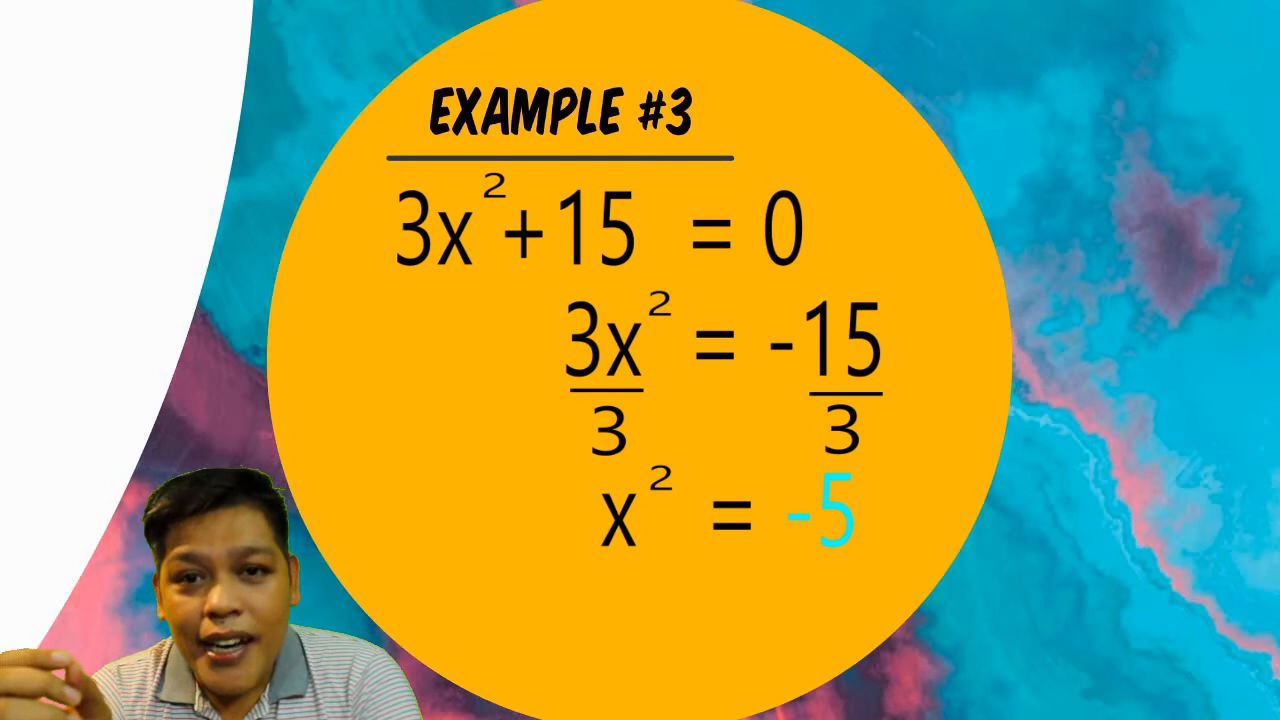 EXAMPLE #3
3x²+15 = 0
3x² = -15
3 3
x² = -5